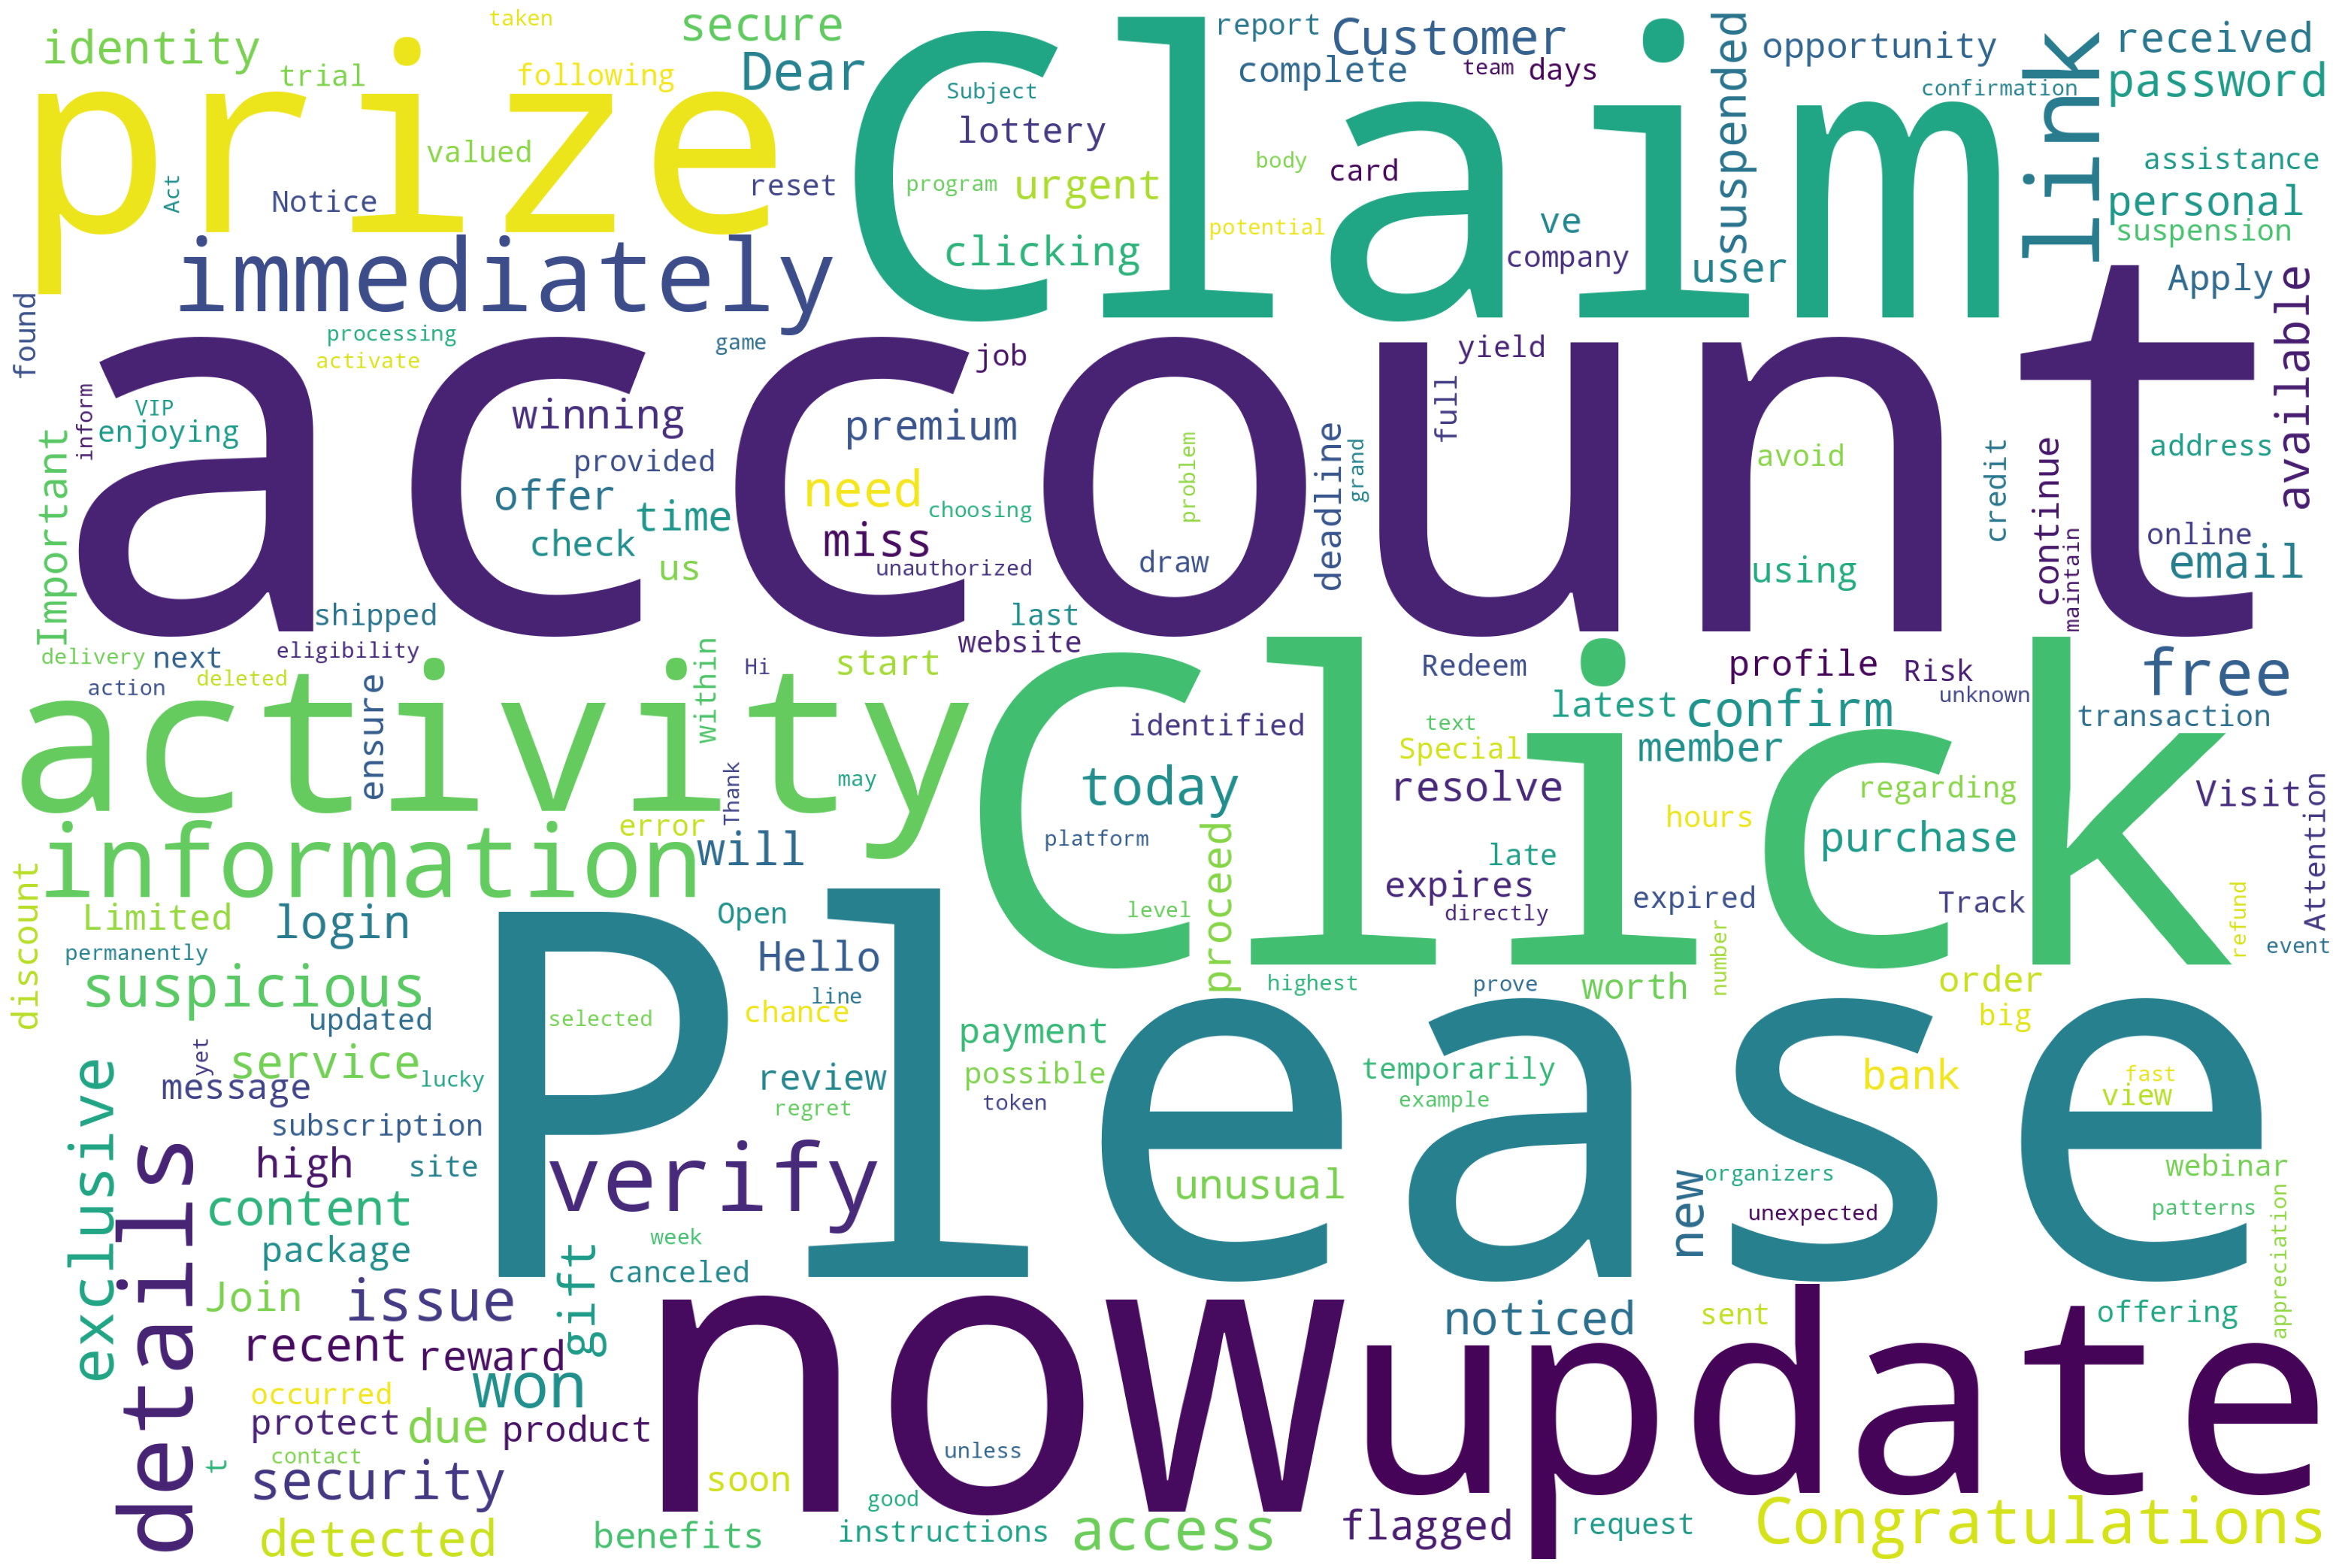 taken
identity
secure
Claim
report
Customer
suspended
opportunity
link
received
trial
following
Dear
complete
team
days
password
prize
Subject
confirmation
valued
lottery
body
card
assistance
Act
Notice
reset
program
urgent
potential
ve
company
user
personal
suspension
immediately
clicking
Apply
found
processing
activate
game
job
yield
available
account
inform
VIP
enjoying
winning
premium
full
Important
provided
problem
deadline
grand
avoid
credit
continue
address
offer
need
choosing
time
check
miss
us
unauthorized
draw
using
maintain
online
email
shipped
last
delivery
next
eligibility
within
Hi
start
website
Click
Redeem
profile
Risk
free
action
deleted
activity
ensure
identified
text
latest
confirm
unknown
transaction
Thank
may
today
Special
member
resolve
regarding
Visit
Attention
error
platform
hours
information
will
proceed
late
purchase
discount
Limited
login
Open
level
expires
directly
expired
Track
refund
permanently
Please
Hello
event
suspicious
line
highest
prove
worth
number
order
updated
selected
chance
big
yet
payment
service
lucky
review
possible
temporarily
bank
fast
view
exclusive
message
regret
token
example
subscription
details
high
site
verify
unusual
new
organizers
webinar
content
unexpected
patterns
appreciation
package
week
gift
canceled
Join
issue
now
update
noticed
sent
offering
recent
reward
occurred
won
protect
due
product
t
contact
unless
security
soon
good
detected
benefits
instructions
access
flagged
request
Congratulations